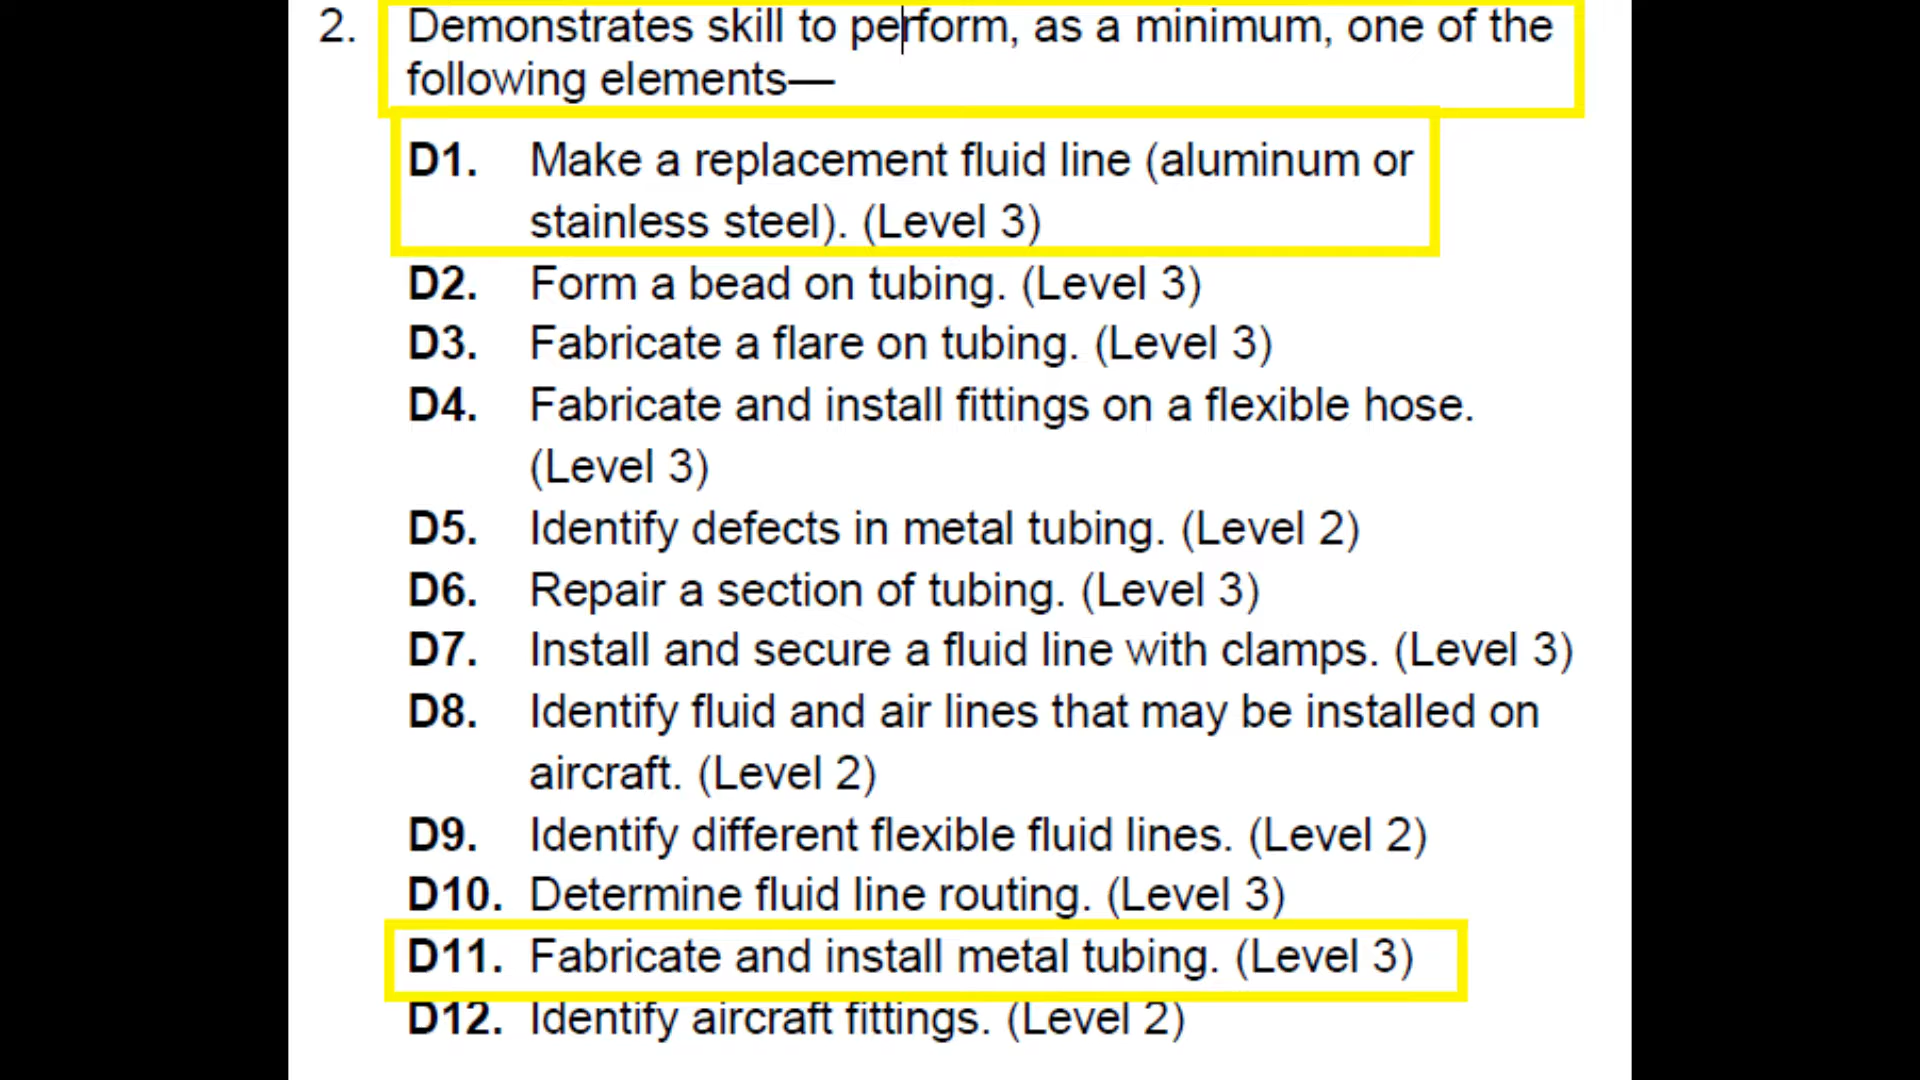 2. Demonstrates skill to perform, as a minimum, one of the
following elements—
D1. Make a replacement fluid line (aluminum or
stainless steel). (Level 3)
D2. Form a bead on tubing. (Level 3)
D3. Fabricate a flare on tubing. (Level 3)
D4. Fabricate and install fittings on a flexible hose.
(Level 3)
D5. Identify defects in metal tubing. (Level 2)
D6. Repair a section of tubing. (Level 3)
D7. Install and secure a fluid line with clamps. (Level 3)
D8. Identify fluid and air lines that may be installed on
aircraft. (Level 2)
D9. Identify different flexible fluid lines. (Level 2)
D10. Determine fluid line routing. (Level 3)
D11. Fabricate and install metal tubing. (Level 3)
D12. Identify aircraft fittings. (Level 2)